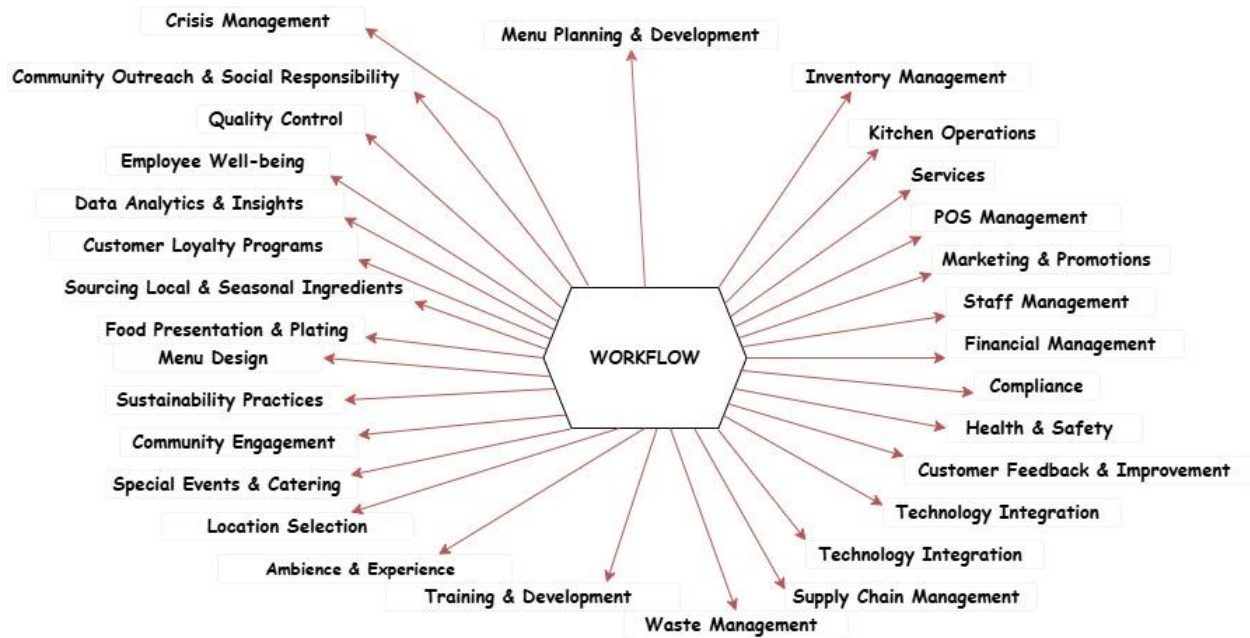 Crisis Management
Menu Planning & Development
Community Outreach & Social Responsibility
Inventory Management
Quality Control
Kitchen Operations
Employee Well-being
Services
Data Analytics & Insights
POS Management
Customer Loyalty Programs
Marketing & Promotions
Sourcing Local & Seasonal Ingredients
Staff Management
Food Presentation & Plating
Financial Management
Menu Design
WORKFLOW
Compliance
Sustainability Practices
Health & Safety
Community Engagement
Customer Feedback & Improvement
Special Events & Catering
Technology Integration
Location Selection
Technology Integration
Ambience & Experience
Training & Development
Supply Chain Management
Waste Management